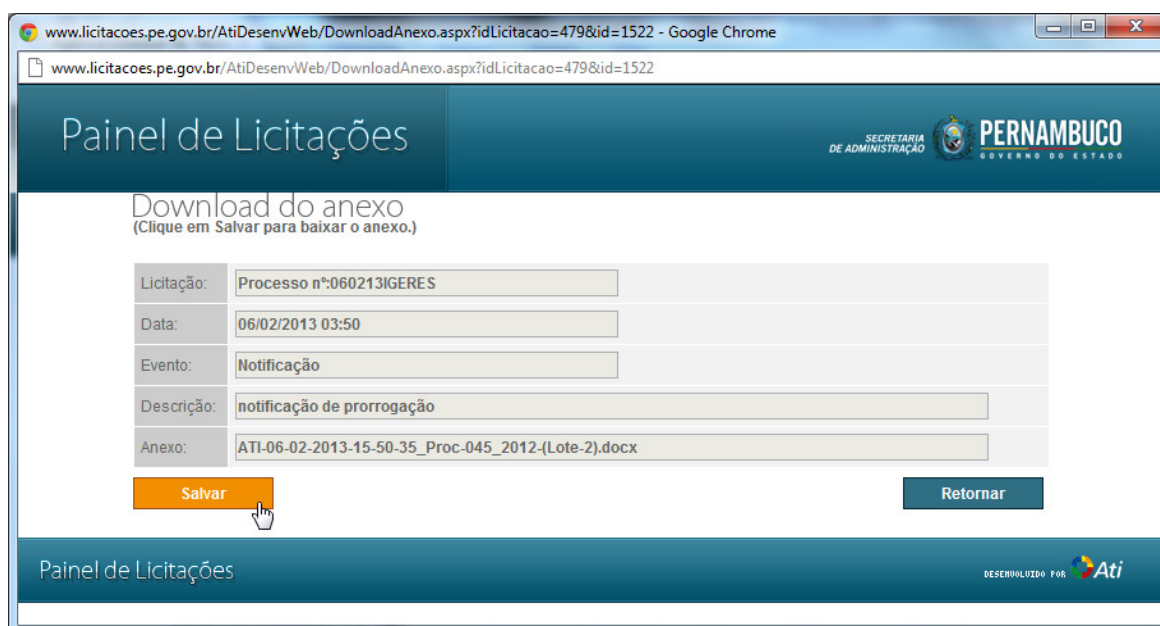 www.licitacoes.pe.gov.br/AtiDesenvWeb/DownloadAnexo.aspx?idLicitacao=479&id=1522 - Google Chrome
www.licitacoes.pe.gov.br/AtiDesenvWeb/DownloadAnexo.aspx?idLicitacao=479&id=1522
Painel de Licitações
SECRETARIA
DE ADMINISTRAÇÃO
PERNAMBUCO
GOVERNO DO ESTADO
Download do anexo
(Clique em Salvar para baixar o anexo.)
Licitação: Processo nº:060213IGERES
Data: 06/02/2013 03:50
Evento: Notificação
Descrição: notificação de prorrogação
Anexo: ATI-06-02-2013-15-50-35_Proc-045_2012-(Lote-2).docx
Salvar Retornar
Painel de Licitações DESENVOLVIDO POR Ati